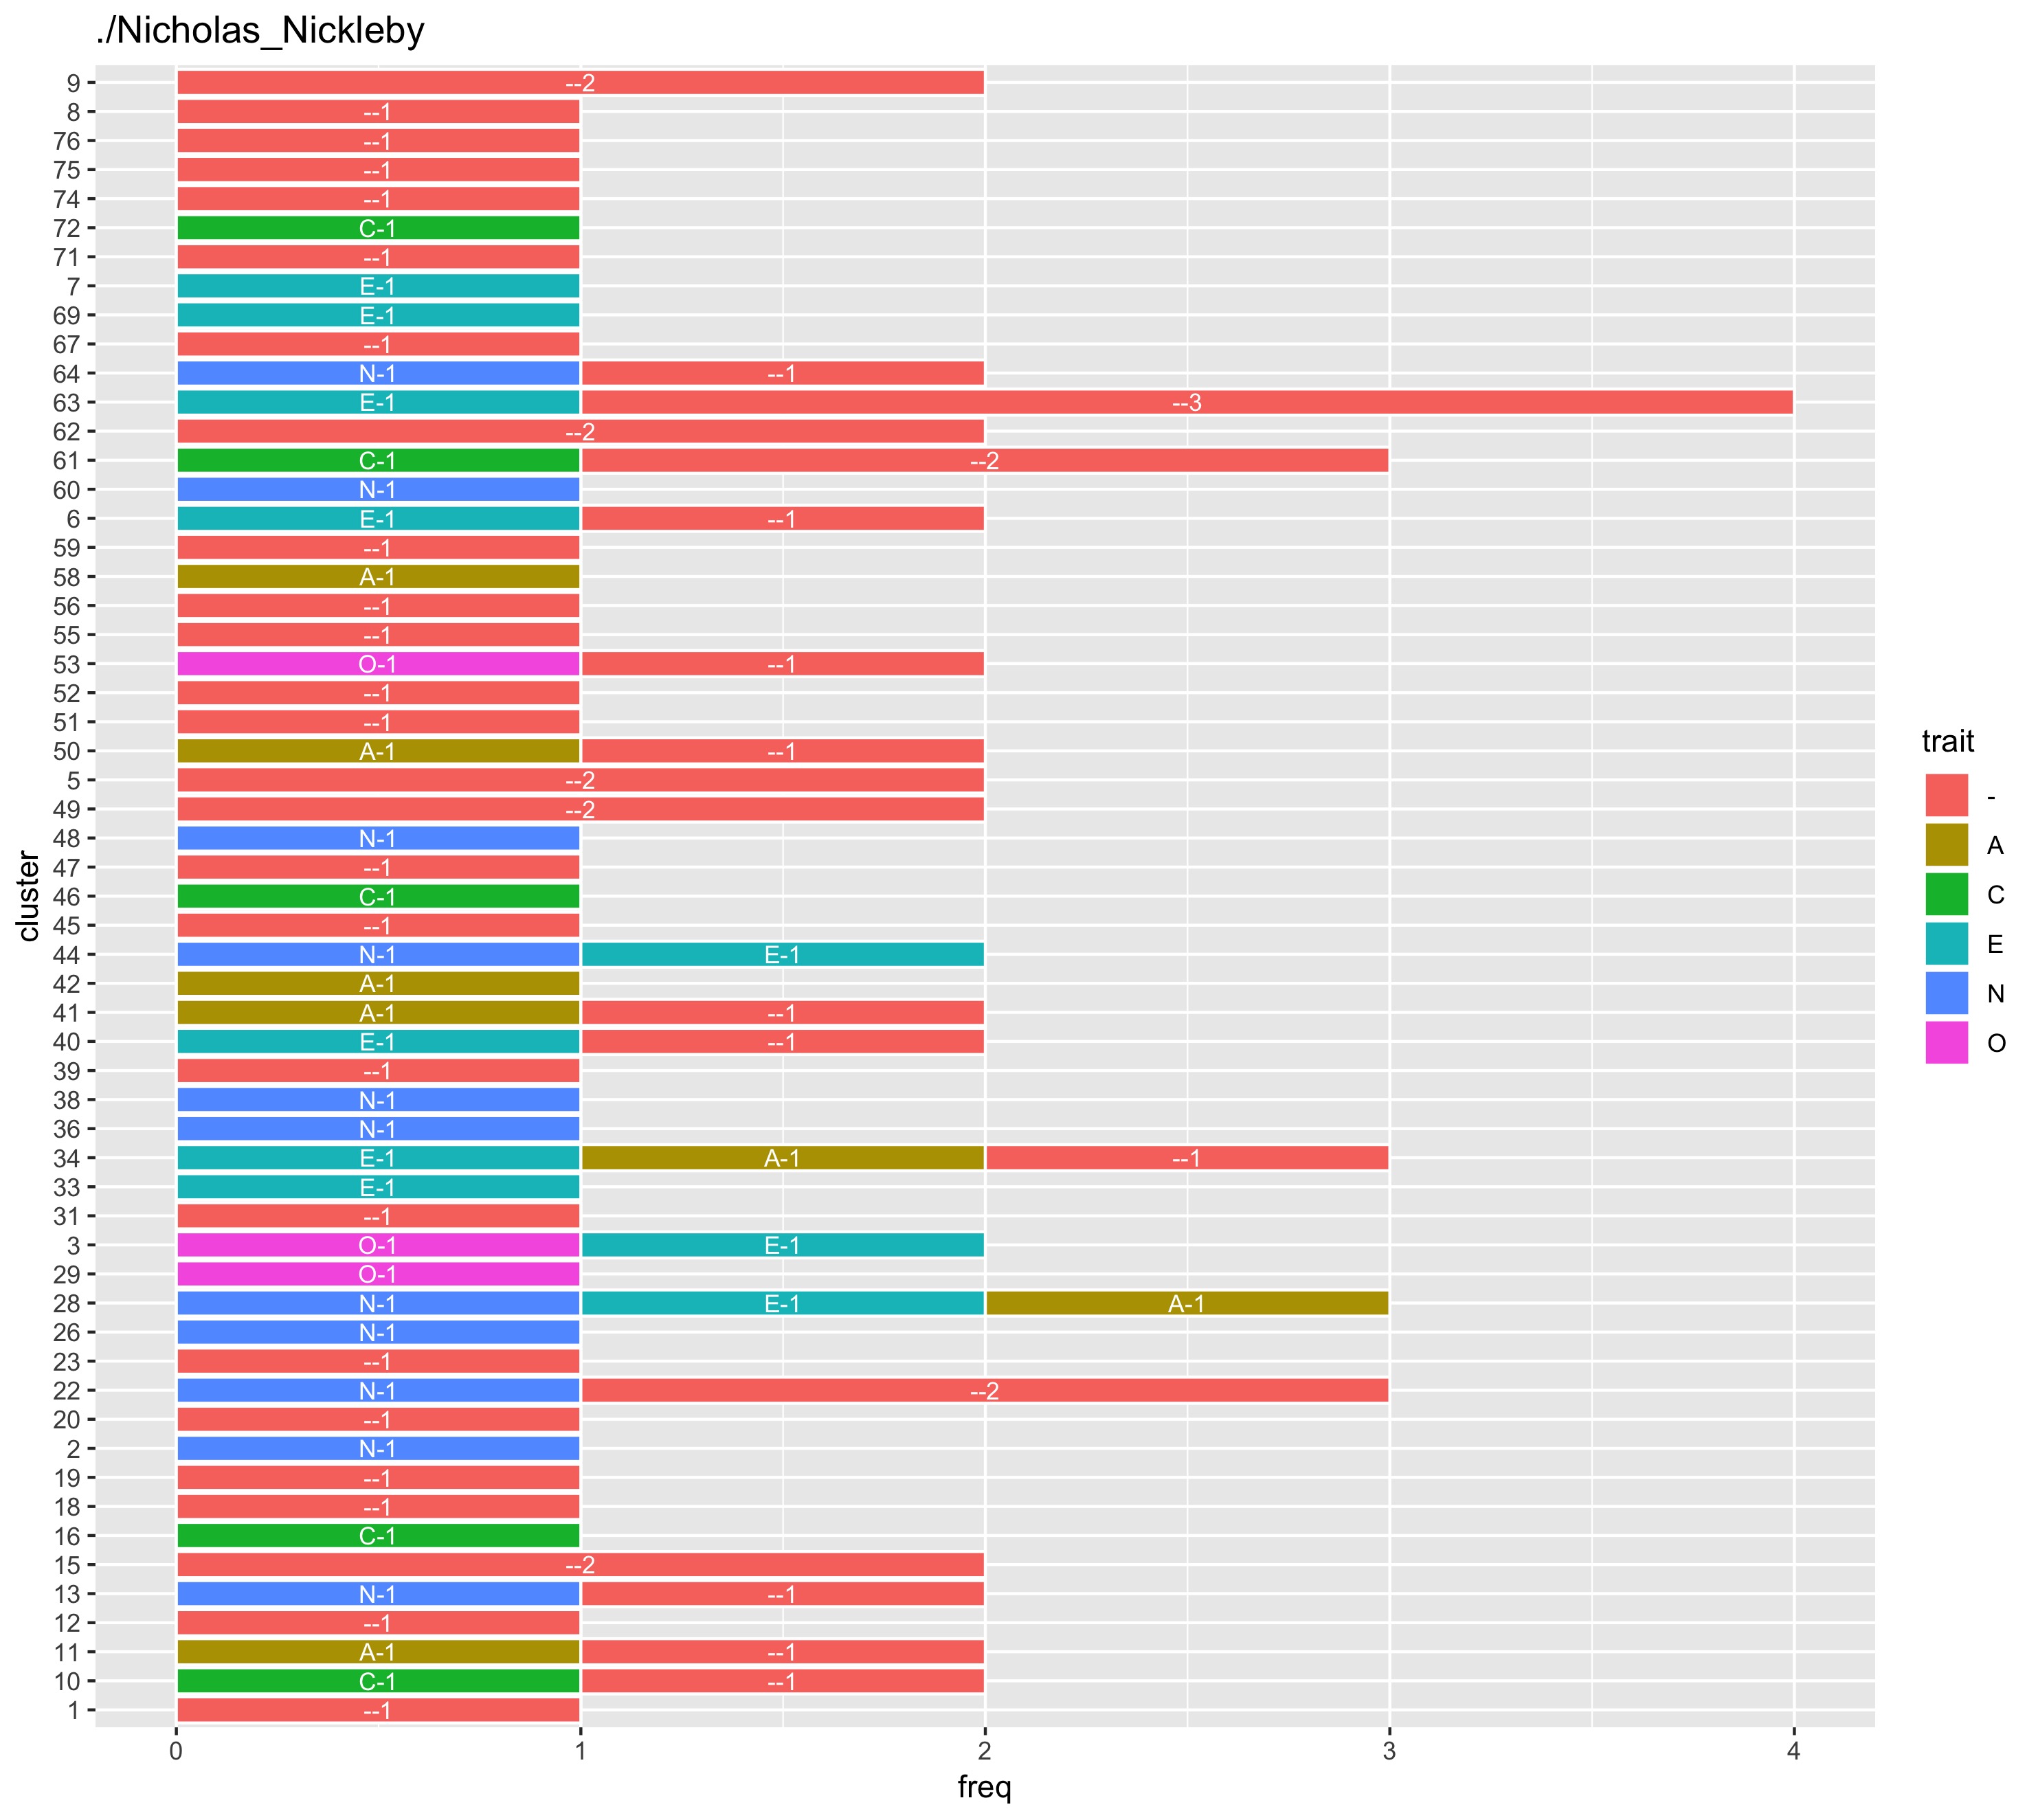 ./Nicholas_Nickleby
9 --2
8 --1
76 --1
75 --1
74 --1
72 C-1
71 --1
7 E-1
69 E-1
67 --1
64 N-1 --1
63 E-1 --3
62 --2
61 C-1 --2
60 N-1
6 E-1 --1
59 --1
58 A-1
56 --1
55 --1
53 O-1 --1
52 --1
51 --1
50 A-1 --1
5 --2
49 --2
48 N-1
47 --1
46 C-1
45 --1
44 N-1 E-1
42 A-1
41 A-1 --1
40 E-1 --1
39 --1
38 N-1
36 N-1
34 E-1 A-1 --1
33 E-1
31 --1
3 O-1 E-1
29 O-1
28 N-1 E-1 A-1
26 N-1
23 --1
22 N-1 --2
20 --1
2 N-1
19 --1
18 --1
16 C-1
15 --2
13 N-1 --1
12 --1
11 A-1 --1
10 C-1 --1
1 --1
0 1 2 3 4
freq
cluster
trait
-
A
C
E
N
O